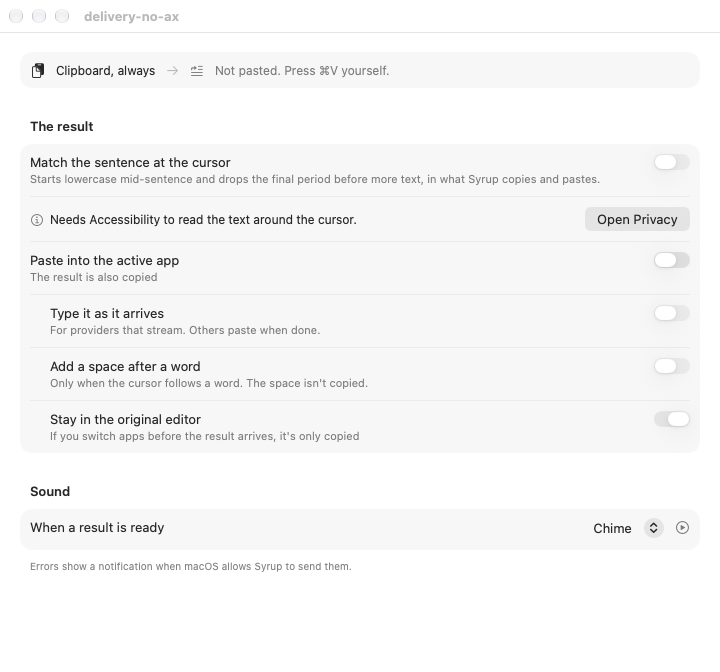 delivery-no-ax
Clipboard, always → Not pasted. Press ⌘V yourself.
The result
Match the sentence at the cursor
Starts lowercase mid-sentence and drops the final period before more text, in what Syrup copies and pastes.
Needs Accessibility to read the text around the cursor.
Open Privacy
Paste into the active app
The result is also copied
Type it as it arrives
For providers that stream. Others paste when done.
Add a space after a word
Only when the cursor follows a word. The space isn't copied.
Stay in the original editor
If you switch apps before the result arrives, it's only copied
Sound
When a result is ready
Chime
Errors show a notification when macOS allows Syrup to send them.